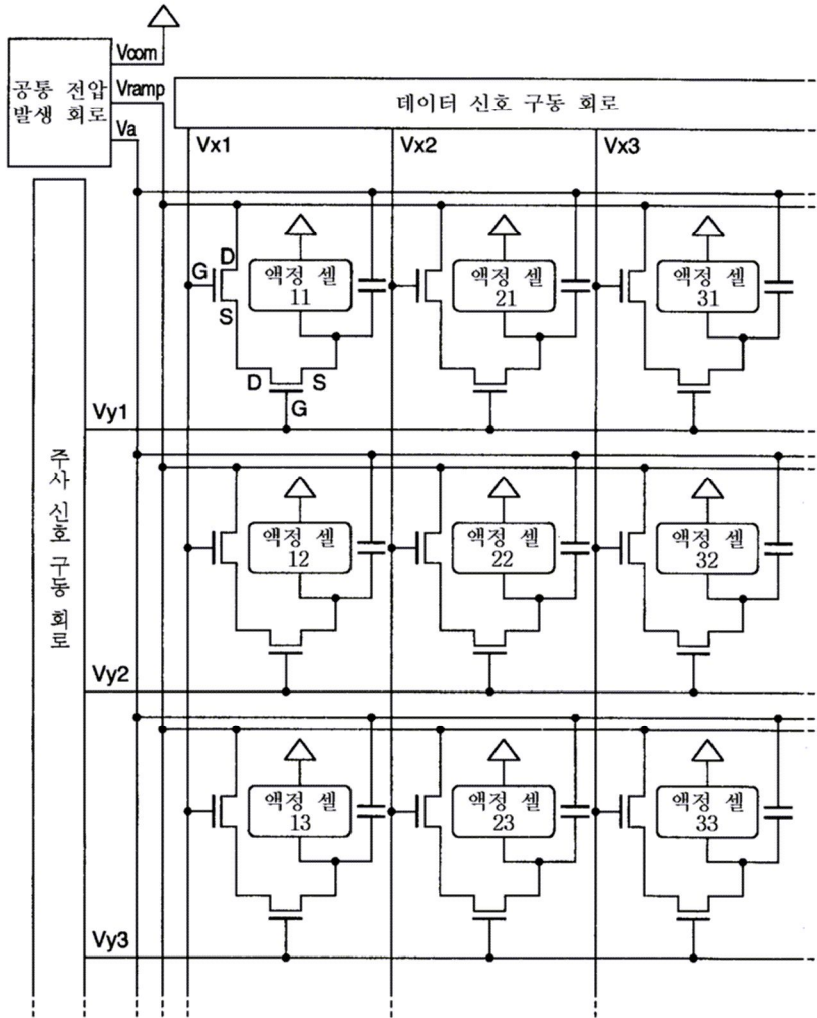 Vcom
공통 전압
발생 회로
Vramp
Va
데이터 신호 구동 회로
Vx1
Vx2
Vx3
D
G
S
액정 셀
11
액정 셀
21
액정 셀
31
D
S
G
Vy1
주사 신호 구동 회로
액정 셀
12
액정 셀
22
액정 셀
32
Vy2
액정 셀
13
액정 셀
23
액정 셀
33
Vy3